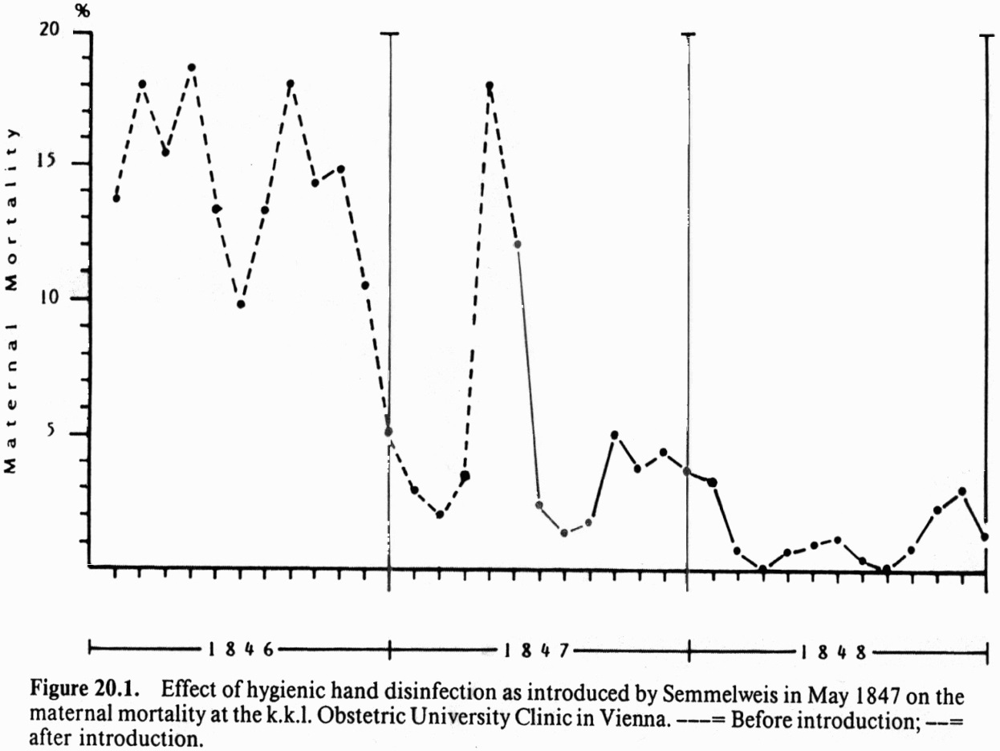 %
20
15
10
5
Maternal Mortality
1846
1847
1848
Figure 20.1. Effect of hygienic hand disinfection as introduced by Semmelweis in May 1847 on the
maternal mortality at the k.k.l. Obstetric University Clinic in Vienna. ---= Before introduction; --=
after introduction.